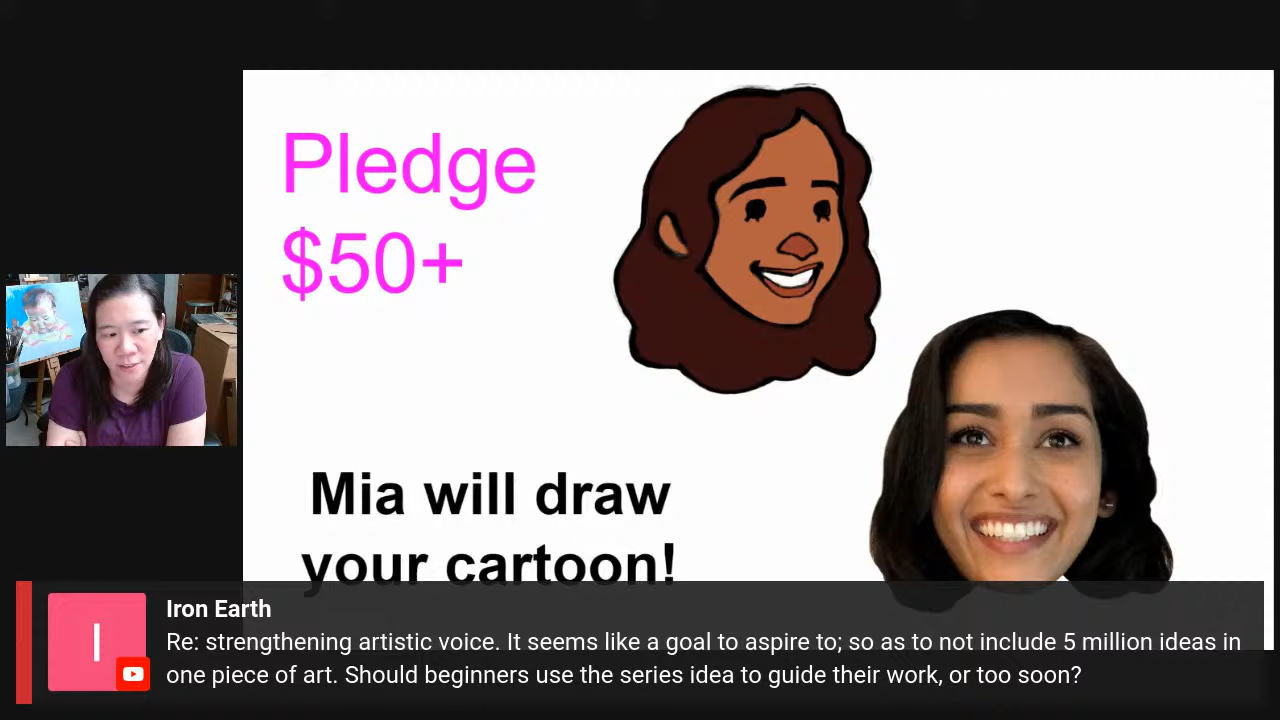 Pledge
$50+
Mia will draw
your cartoon!
I
Iron Earth
Re: strengthening artistic voice. It seems like a goal to aspire to; so as to not include 5 million ideas in
one piece of art. Should beginners use the series idea to guide their work, or too soon?